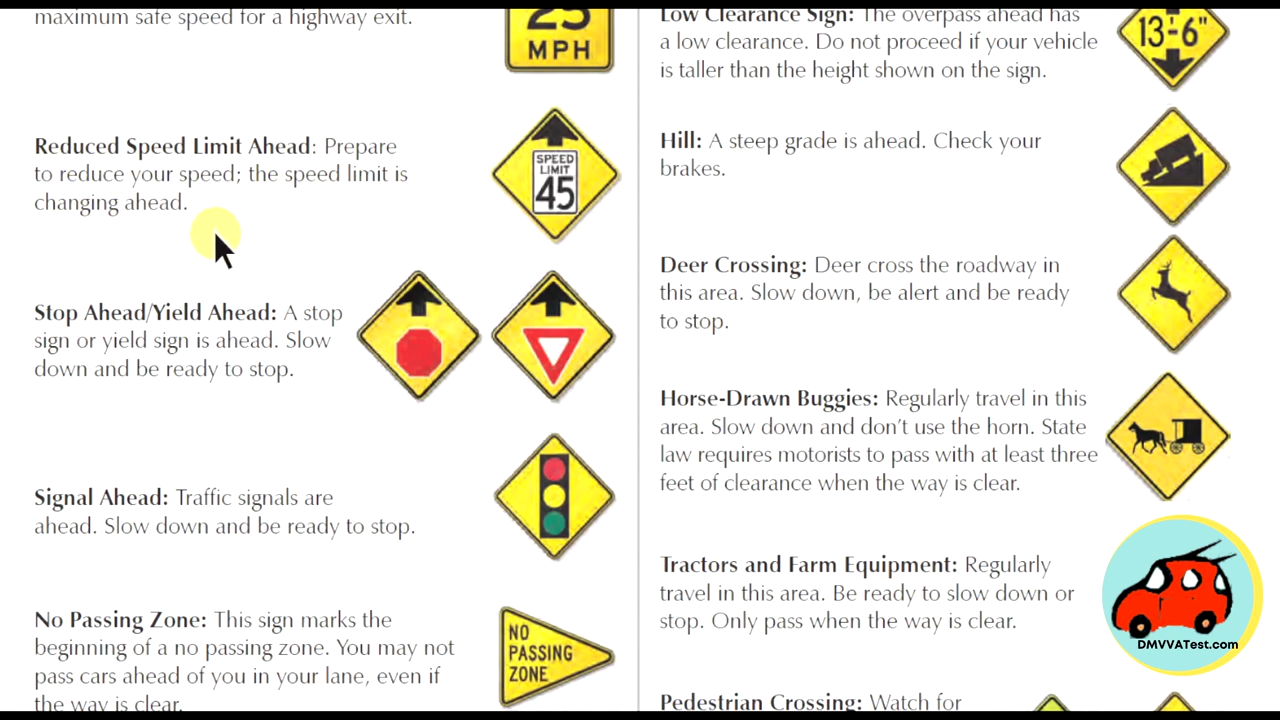 maximum safe speed for a highway exit.
25
MPH
Reduced Speed Limit Ahead: Prepare
to reduce your speed; the speed limit is
changing ahead.
SPEED
LIMIT
45
Stop Ahead/Yield Ahead: A stop
sign or yield sign is ahead. Slow
down and be ready to stop.
Signal Ahead: Traffic signals are
ahead. Slow down and be ready to stop.
No Passing Zone: This sign marks the
beginning of a no passing zone. You may not
pass cars ahead of you in your lane, even if
the way is clear.
NO
PASSING
ZONE
Low Clearance Sign: The overpass ahead has
a low clearance. Do not proceed if your vehicle
is taller than the height shown on the sign.
13'-6"
Hill: A steep grade is ahead. Check your
brakes.
Deer Crossing: Deer cross the roadway in
this area. Slow down, be alert and be ready
to stop.
Horse-Drawn Buggies: Regularly travel in this
area. Slow down and don't use the horn. State
law requires motorists to pass with at least three
feet of clearance when the way is clear.
Tractors and Farm Equipment: Regularly
travel in this area. Be ready to slow down or
stop. Only pass when the way is clear.
DMVVATest.com
Pedestrian Crossing: Watch for